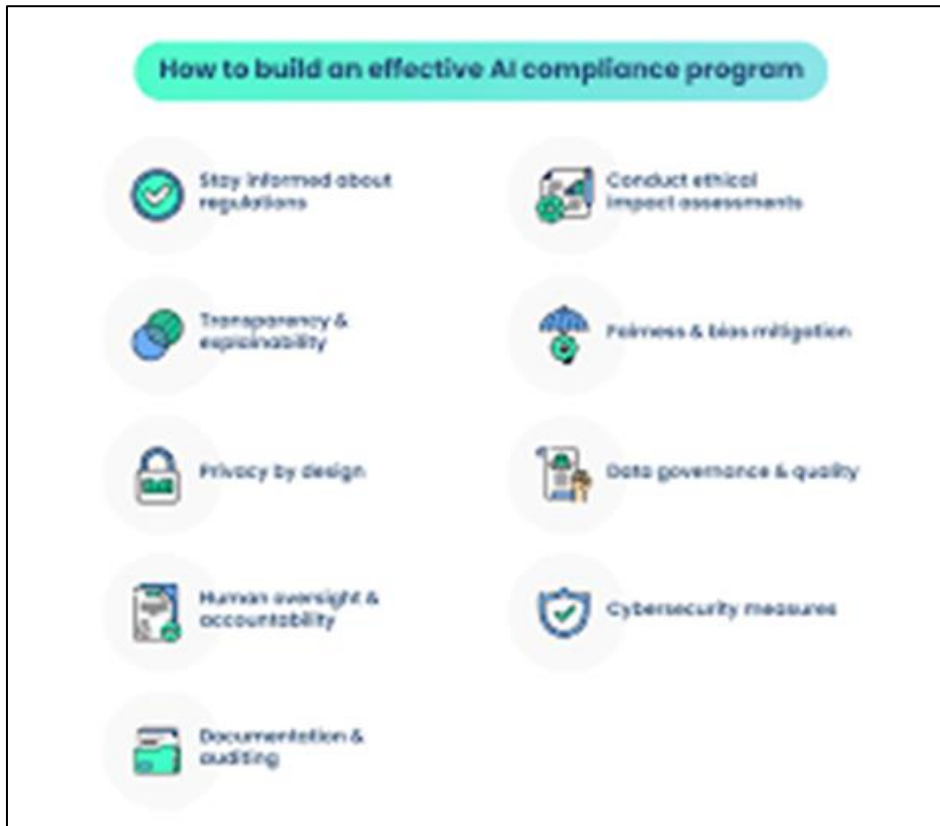 How to build an effective AI compliance program
Stay informed about
regulations
Conduct ethical
impact assessments
Transparency &
explainability
Fairness & bias mitigation
Privacy by design
Data governance & quality
Human oversight &
accountability
Cybersecurity measures
Documentation &
auditing